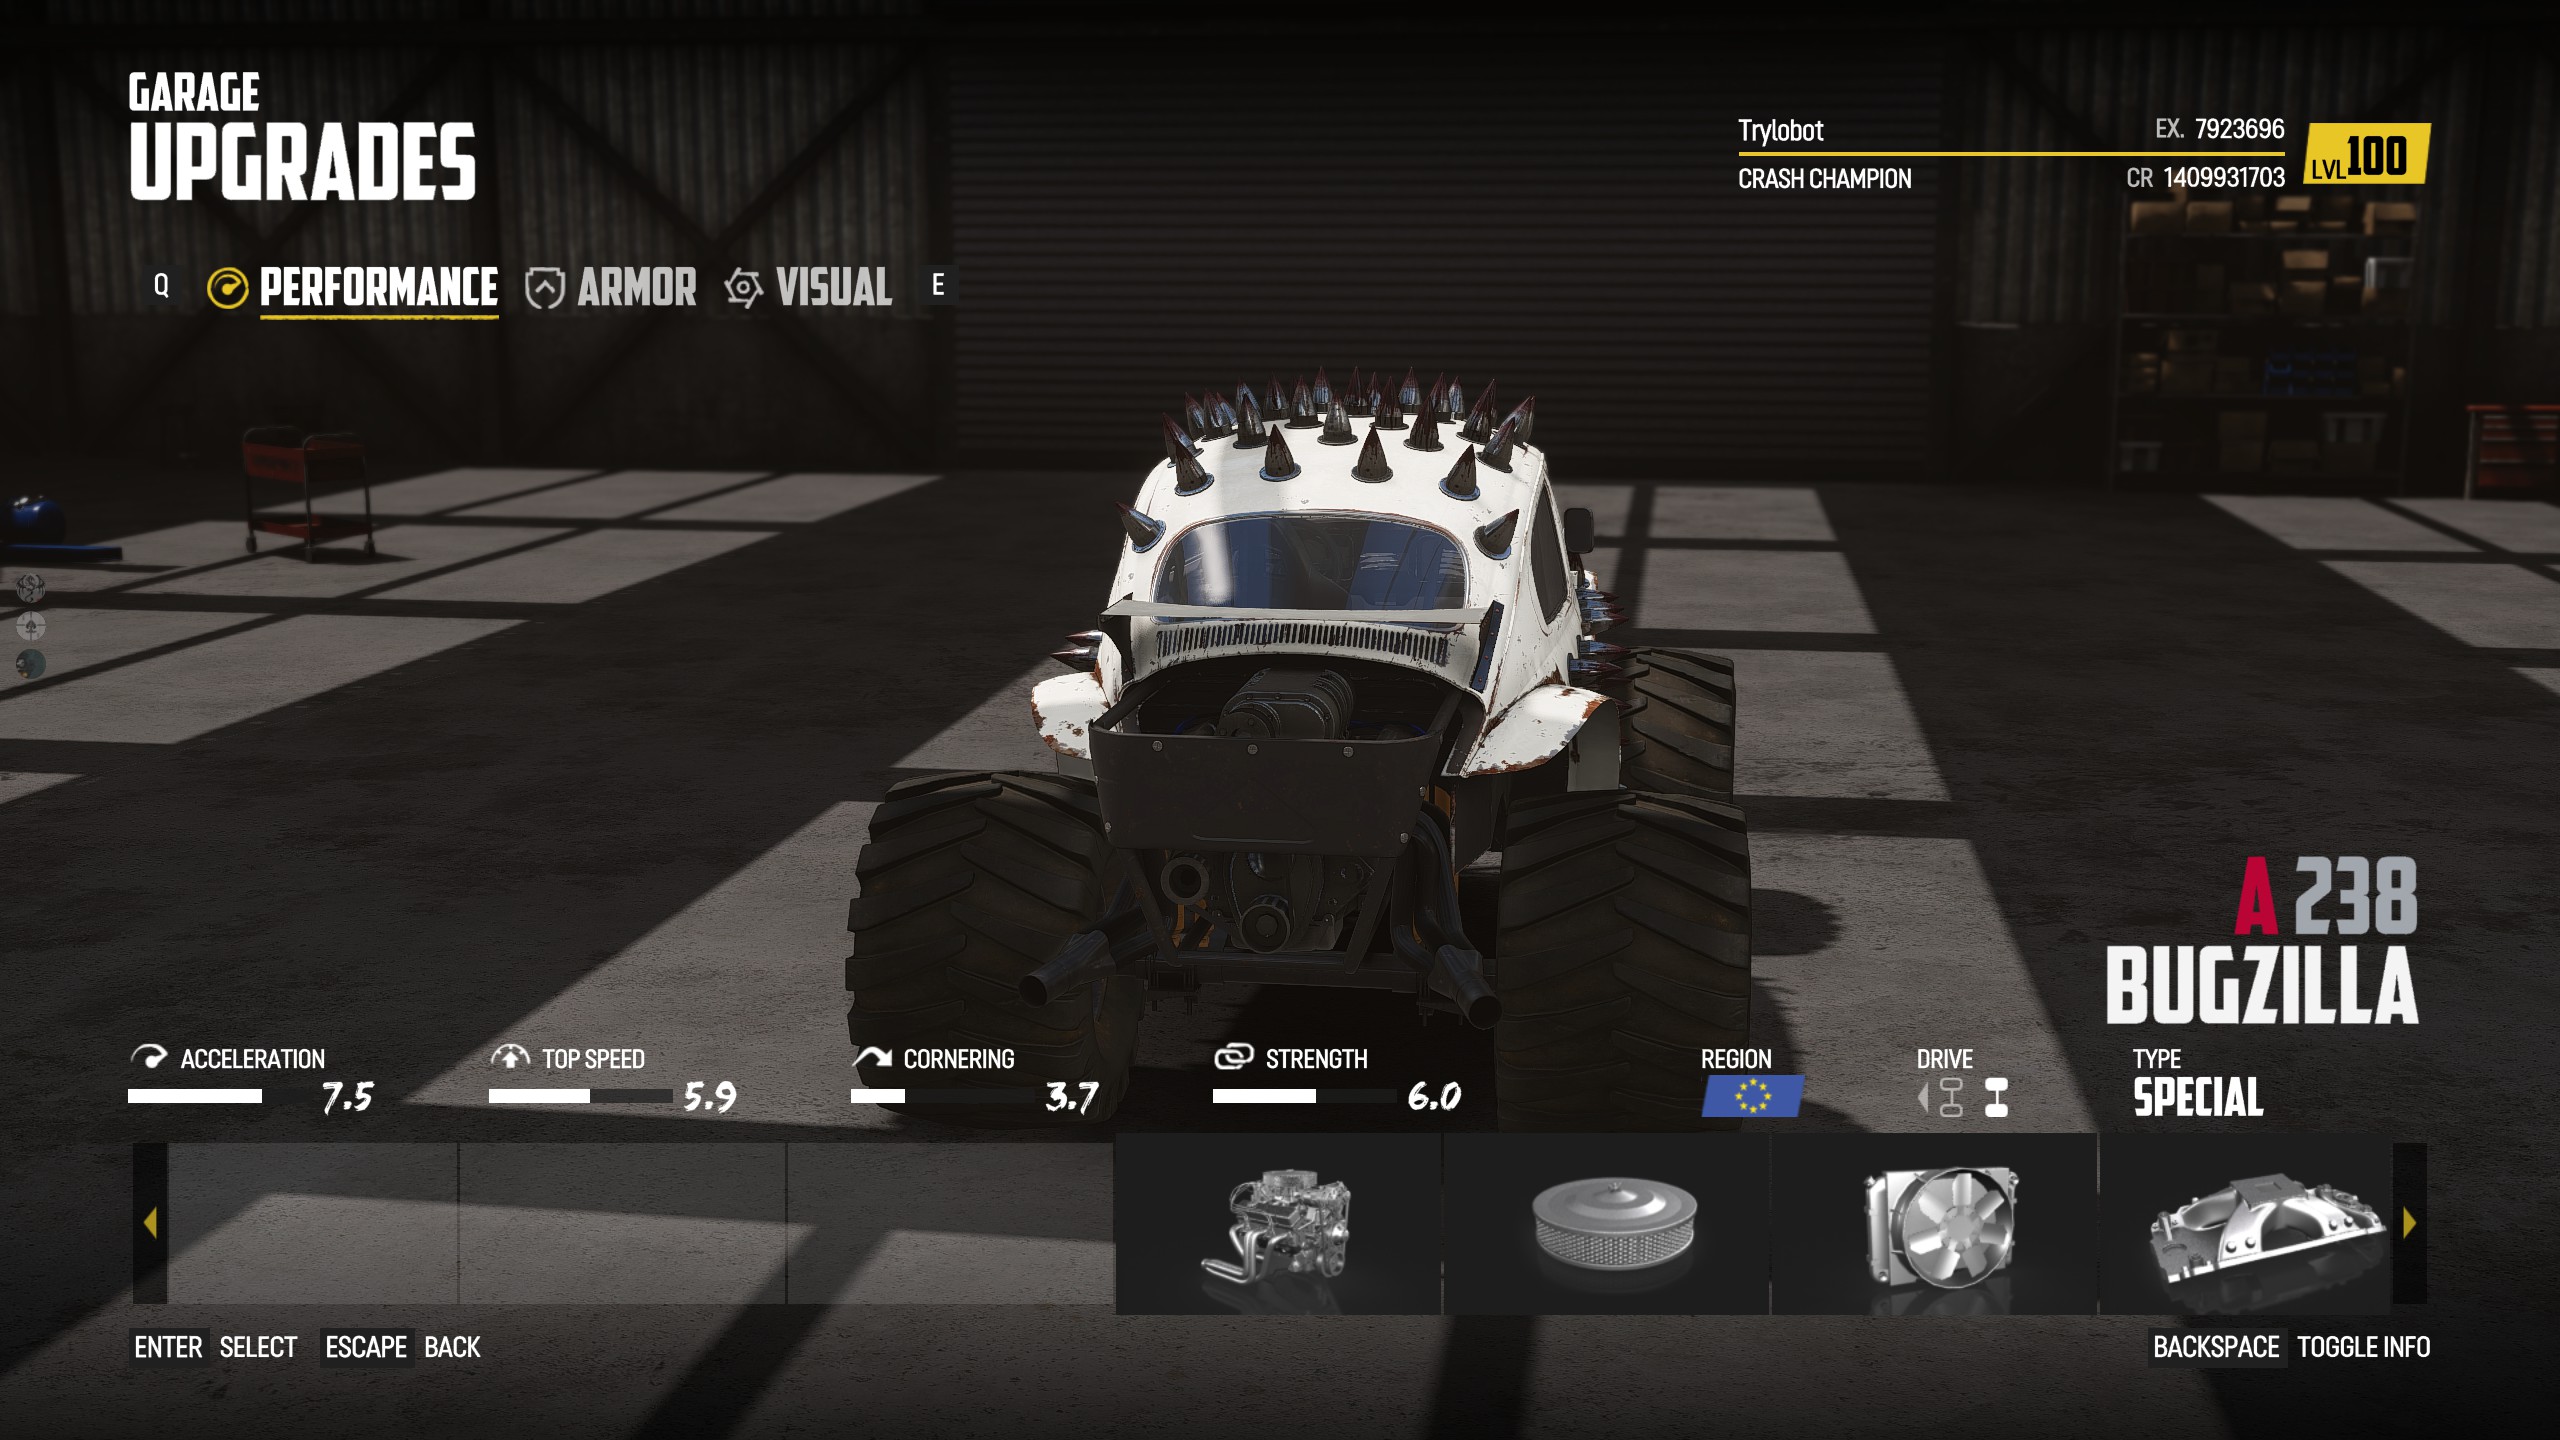 GARAGE
UPGRADES
Trylobot
EX. 7923696
CRASH CHAMPION
CR 1409931703
LVL 100
Q PERFORMANCE ARMOR VISUAL E
A 238
BUGZILLA
ACCELERATION
7.5
TOP SPEED
5.9
CORNERING
3.7
STRENGTH
6.0
REGION
DRIVE
TYPE
SPECIAL
ENTER SELECT ESCAPE BACK
BACKSPACE TOGGLE INFO